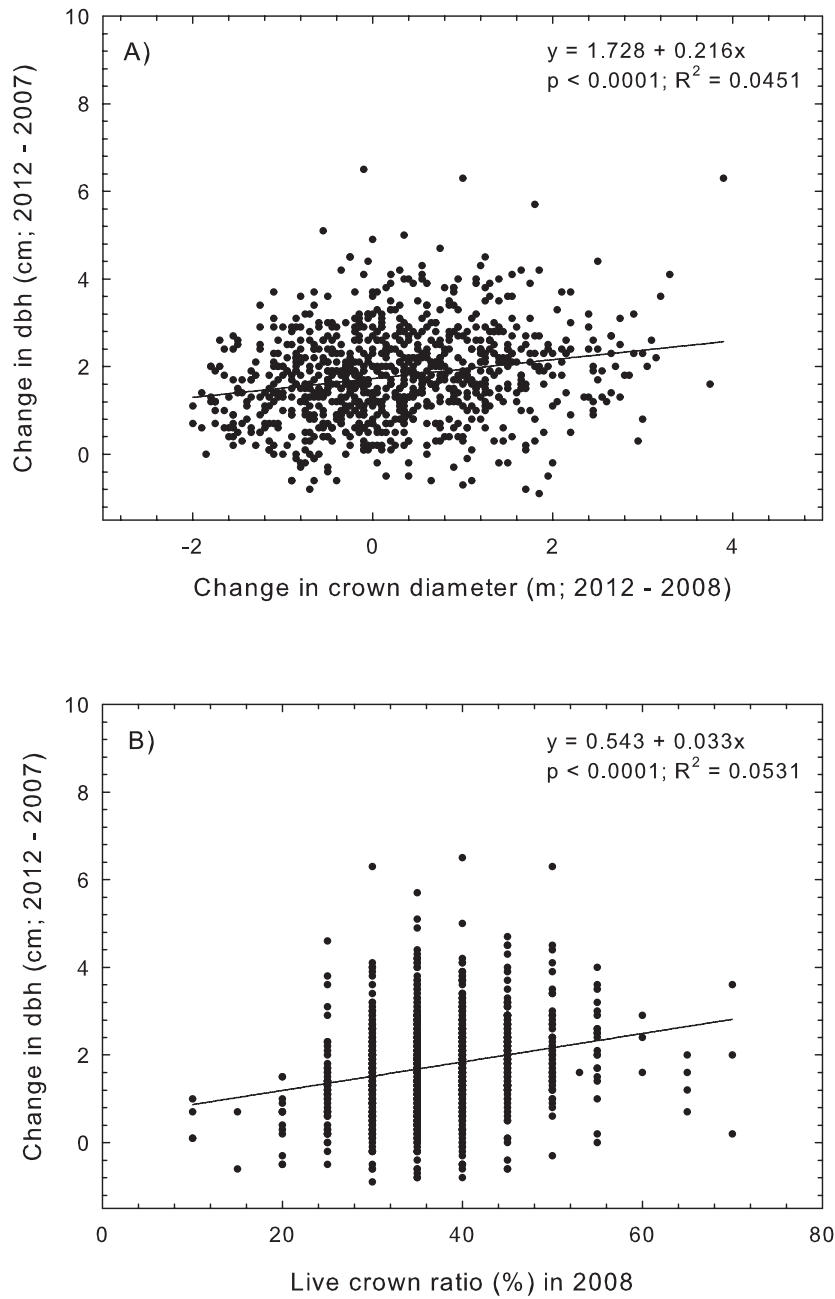 A)
y = 1.728 + 0.216x
p < 0.0001; R² = 0.0451
Change in dbh (cm; 2012 - 2007)
10
8
6
4
2
0
-2
0
2
4
Change in crown diameter (m; 2012 - 2008)
B)
y = 0.543 + 0.033x
p < 0.0001; R² = 0.0531
Change in dbh (cm; 2012 - 2007)
10
8
6
4
2
0
0
20
40
60
80
Live crown ratio (%) in 2008